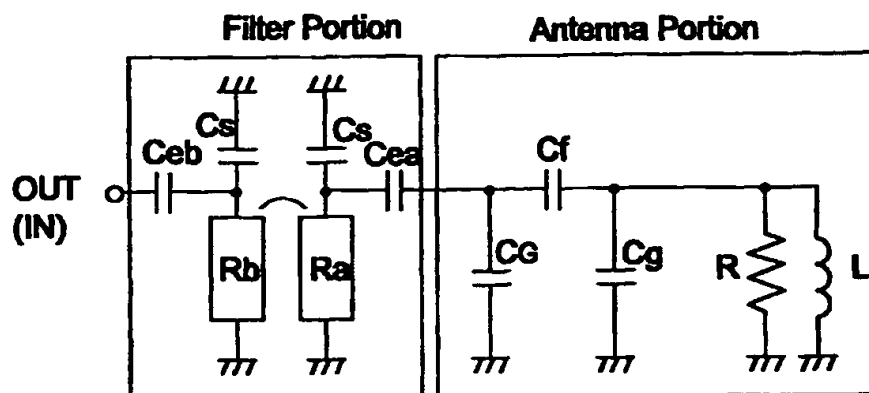 Filter Portion
Antenna Portion
Cs
Cs
Ceb
Cea
Cf
OUT
(IN)
Rb
Ra
CG
Cg
R
L